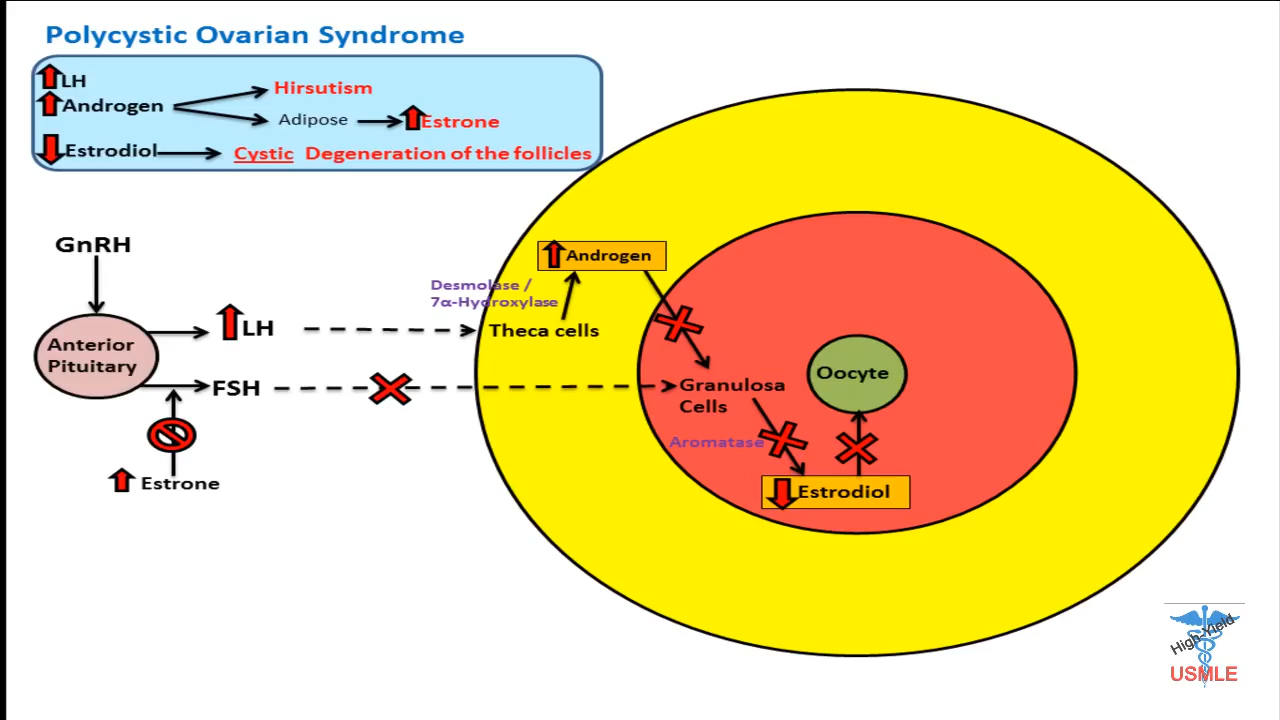 Polycystic Ovarian Syndrome
LH
Androgen
Hirsutism
Adipose
Estrone
Estrodiol
Cystic Degeneration of the follicles
GnRH
Anterior
Pituitary
LH
FSH
Estrone
Desmolase /
7α-Hydroxylase
Androgen
Theca cells
Granulosa
Cells
Aromatase
Oocyte
Estrodiol
High-Yield
USMLE